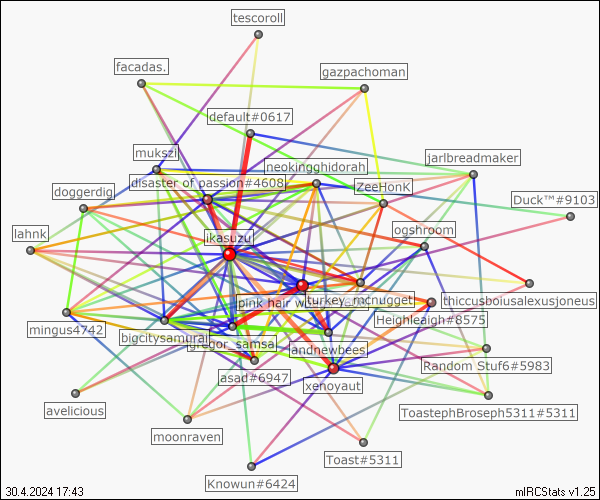 tescoroll
facadas.
gazpachoman
default#0617
mukszi
neokingghidorah
jarlbreadmaker
disaster of passion#4608
ZeeHonk
doggerdig
Duck™#9103
lahnk
ikasuzu
ogshroom
pink hair
turkey_mcnugget
thiccusboiusalexusjoneus
mingus4742
Heighleaigh#8575
bigcitysamurai
gregor_samsa.
andnewbees
asad#6947
xenoyaut
Random Stuf6#5983
avelicious
ToastephBroseph5311#5311
moonraven
Toast#5311
Knowun#6424
30.4.2024 17:43
mIRCStats v1.25